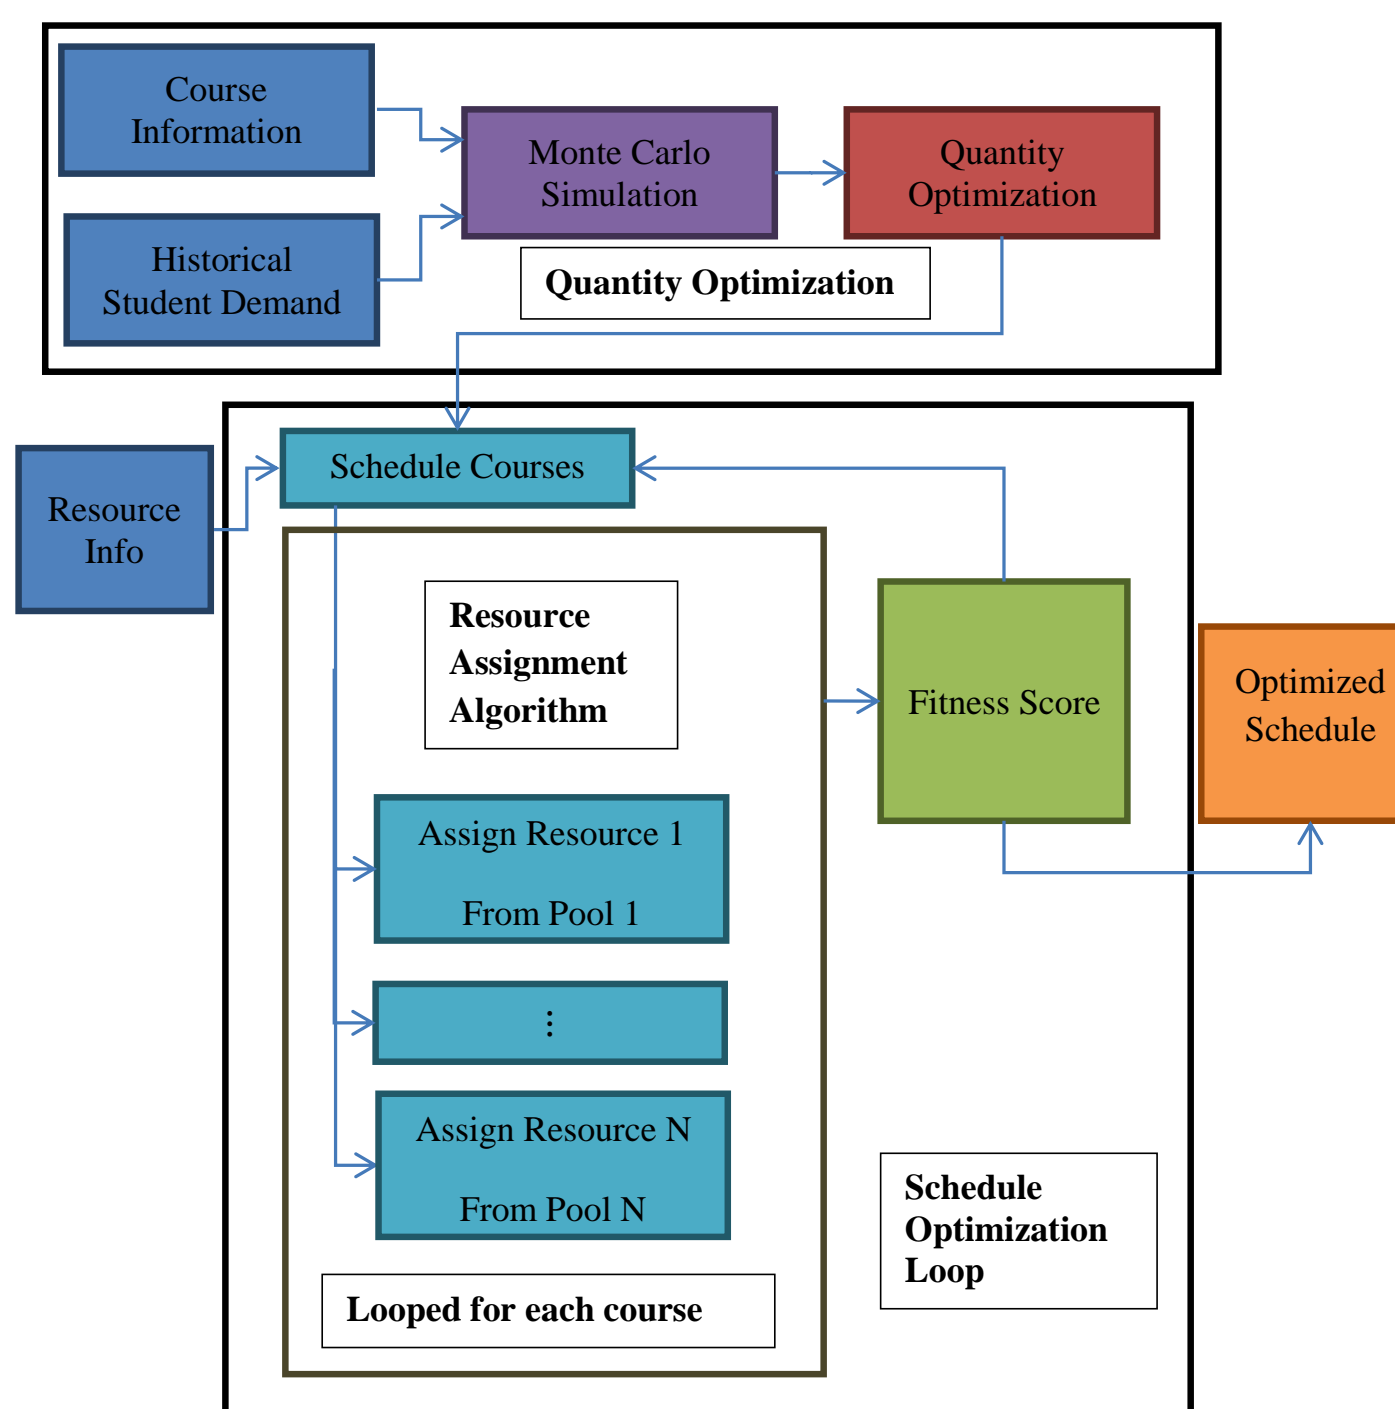 Course
Information
Historical
Student Demand
Monte Carlo
Simulation
Quantity
Optimization
Quantity Optimization
Schedule Courses
Resource
Info
Resource
Assignment
Algorithm
Assign Resource 1
From Pool 1
⋮
Assign Resource N
From Pool N
Looped for each course
Fitness Score
Optimized
Schedule
Schedule
Optimization
Loop